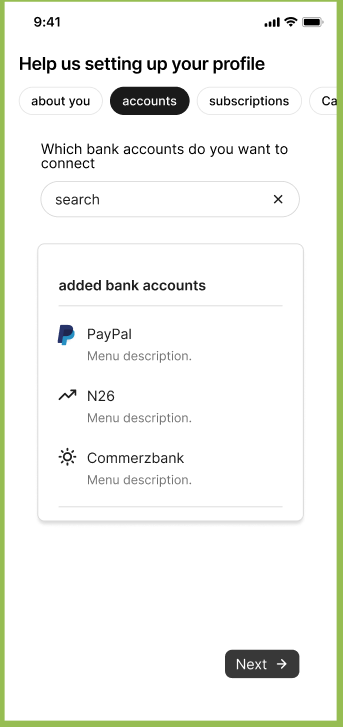 9:41
Help us setting up your profile
about you accounts subscriptions Ca
Which bank accounts do you want to
connect
search
added bank accounts
PayPal
Menu description.
N26
Menu description.
Commerzbank
Menu description.
Next